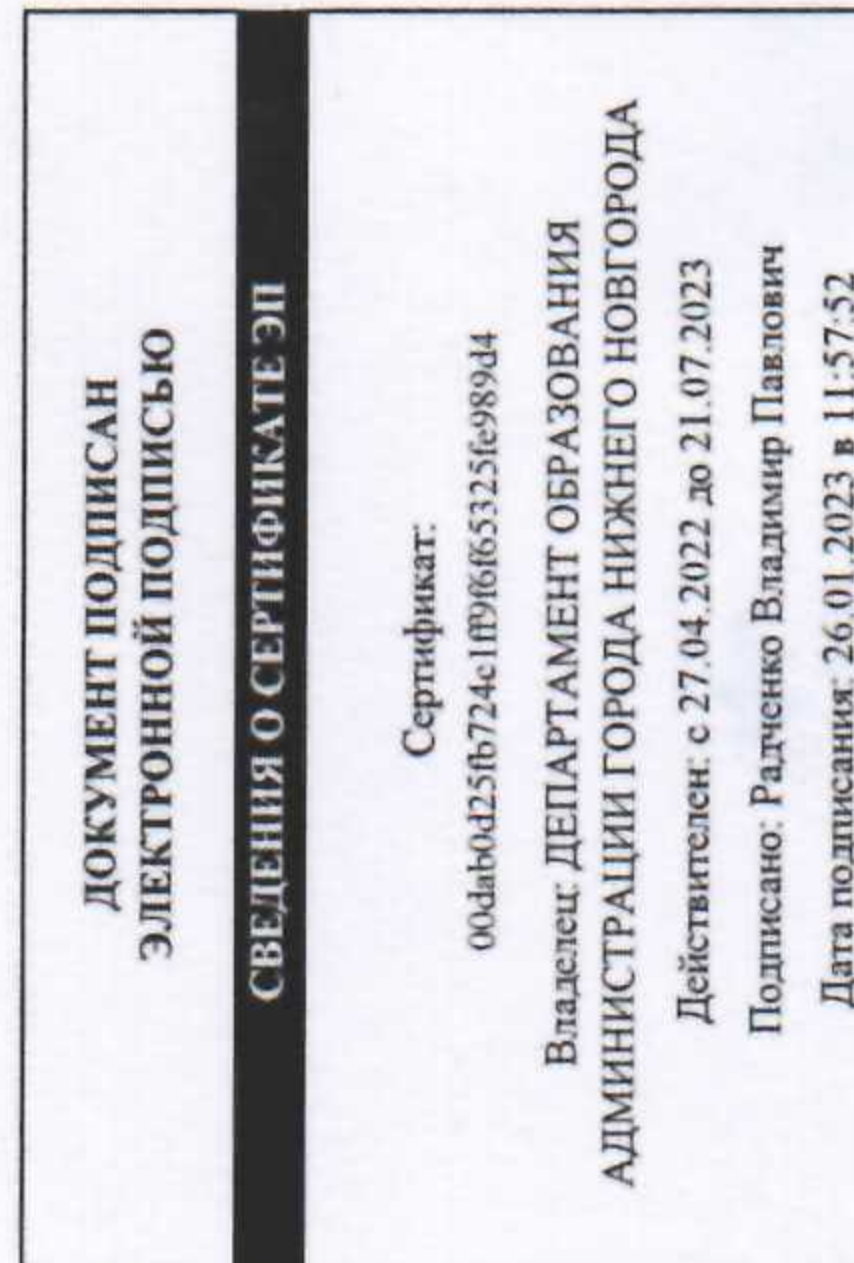 ДОКУМЕНТ ПОДПИСАН
ЭЛЕКТРОННОЙ ПОДПИСЬЮ
СВЕДЕНИЯ О СЕРТИФИКАТЕ ЭП
Сертификат:
00dab0d25fb724c1ff9f6f65325fe989d4
Владелец: ДЕПАРТАМЕНТ ОБРАЗОВАНИЯ
АДМИНИСТРАЦИИ ГОРОДА НИЖНЕГО НОВГОРОДА
Действителен: с 27.04.2022 до 21.07.2023
Подписано: Радченко Владимир Павлович
Дата подписания: 26.01.2023 в 11:57:52